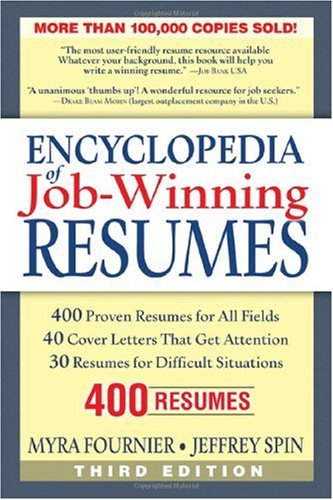 MORE THAN 100,000 COPIES SOLD!
"The most user-friendly resume resource available
Whatever your background, this book will help you
write a winning resume." —JOB BANK USA
"A unanimous 'thumbs up'! A wonderful resource for job seekers."
—DRAKE BEAM MORIN (largest outplacement company in the U.S.)
ENCYCLOPEDIA
of Job-Winning
RESUMES
400 Proven Resumes for All Fields
40 Cover Letters That Get Attention
30 Resumes for Difficult Situations
400 RESUMES
MYRA FOURNIER • JEFFREY SPIN
THIRD EDITION